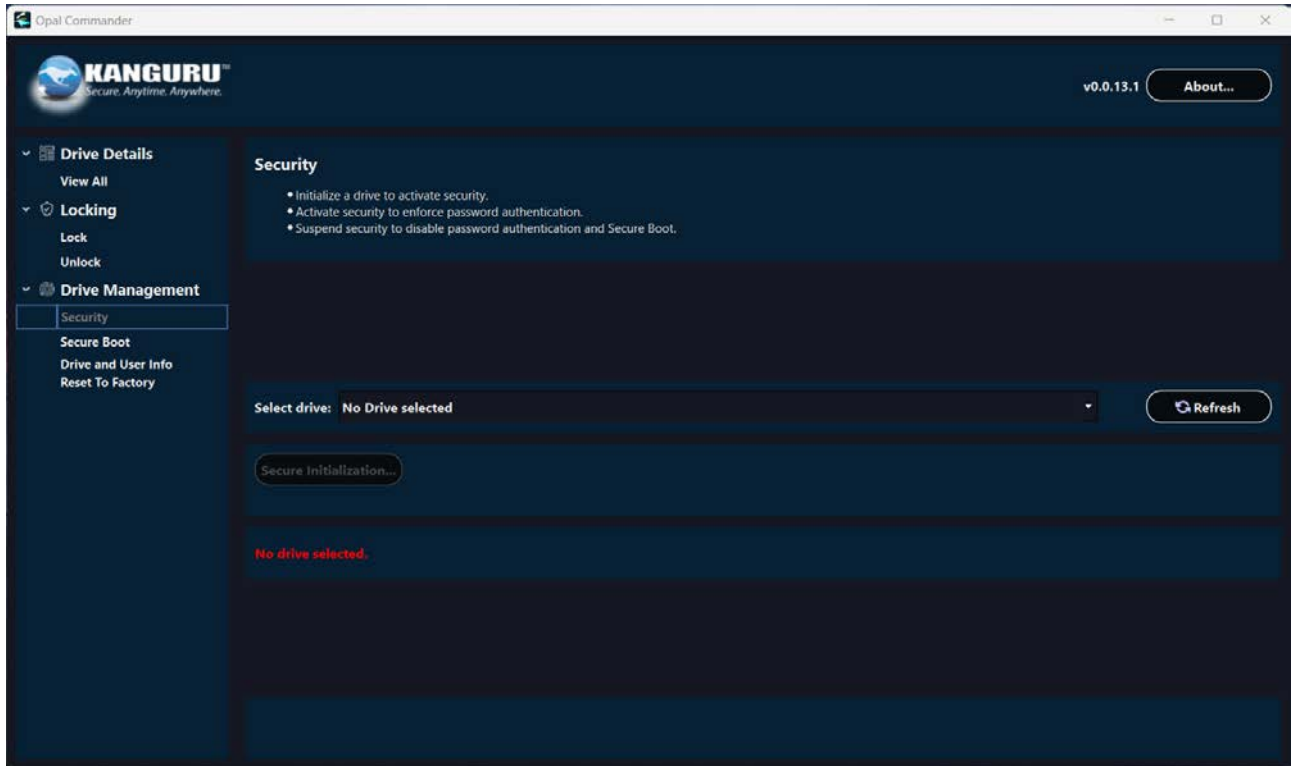 Opal Commander
KANGURU™
Secure. Anytime. Anywhere.
v0.0.13.1
About...
Drive Details
View All
Locking
Lock
Unlock
Drive Management
Security
Secure Boot
Drive and User Info
Reset To Factory
Security
• Initialize a drive to activate security.
• Activate security to enforce password authentication.
• Suspend security to disable password authentication and Secure Boot.
Select drive: No Drive selected
Refresh
Secure Initialization...
No drive selected.